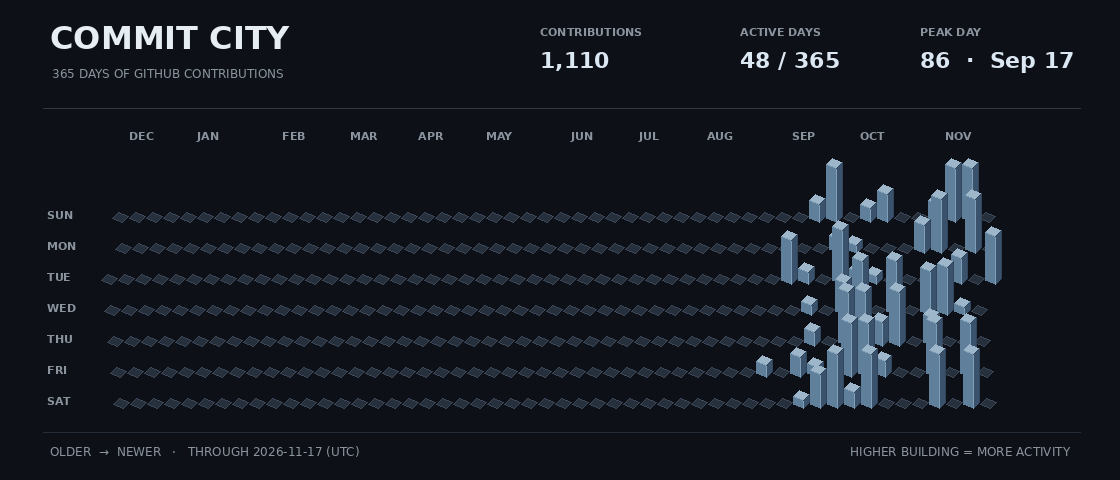 COMMIT CITY
365 DAYS OF GITHUB CONTRIBUTIONS
CONTRIBUTIONS
1,110
ACTIVE DAYS
48 / 365
PEAK DAY
86 · Sep 17
DEC JAN FEB MAR APR MAY JUN JUL AUG SEP OCT NOV
SUN
MON
TUE
WED
THU
FRI
SAT
OLDER → NEWER · THROUGH 2026-11-17 (UTC)
HIGHER BUILDING = MORE ACTIVITY